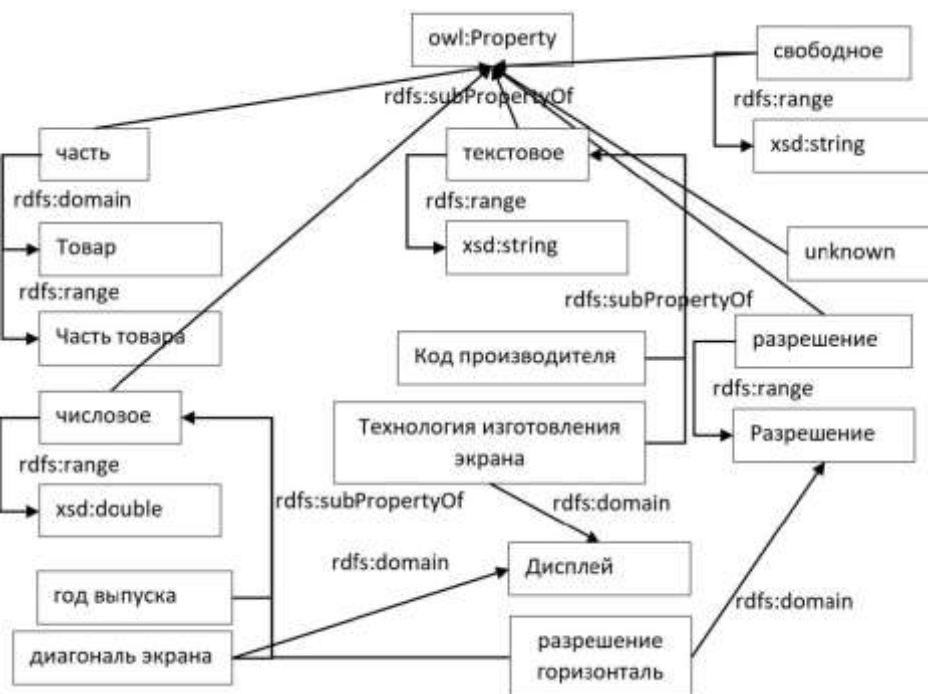 owl:Property
свободное
rdfs:subPropertyOf
rdfs:range
часть
текстовое
xsd:string
rdfs:domain
rdfs:range
Товар
xsd:string
unknown
rdfs:range
rdfs:subPropertyOf
Часть товара
Код производителя
разрешение
rdfs:range
числовое
Технология изготовления
экрана
Разрешение
rdfs:range
xsd:double
rdfs:subPropertyOf
rdfs:domain
rdfs:domain
Дисплей
год выпуска
rdfs:domain
диагональ экрана
разрешение
горизонталь